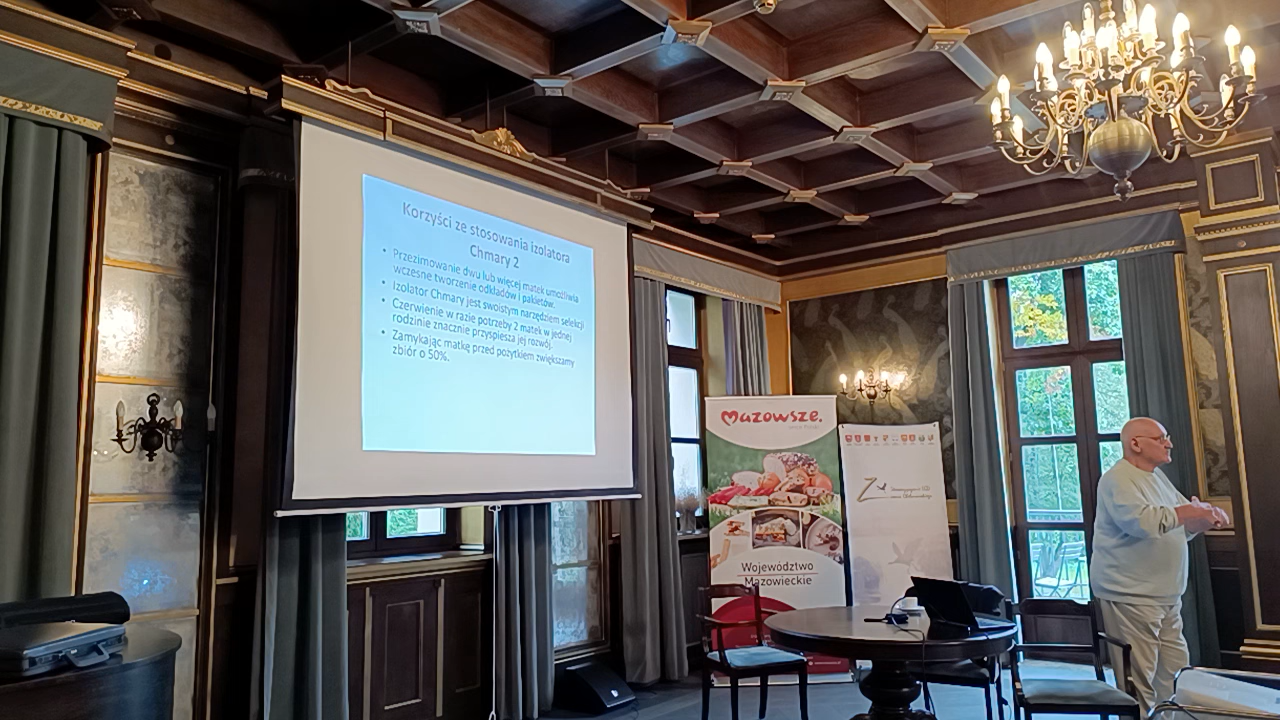 Korzyści ze stosowania izolatora
Chmary 2
• Przezimowanie dwu lub więcej matek umożliwia
wczesne tworzenie odkładów i pakietów.
• Izolator Chmary jest swoistym narzędziem selekcji
• Czerwienie w razie potrzeby 2 matek w jednej
rodzinie znacznie przyspiesza jej rozwój.
• Zamykając matkę przed pożytkiem zwiększamy
zbiór o 50%.
mazowsze.
Województwo
Mazowieckie